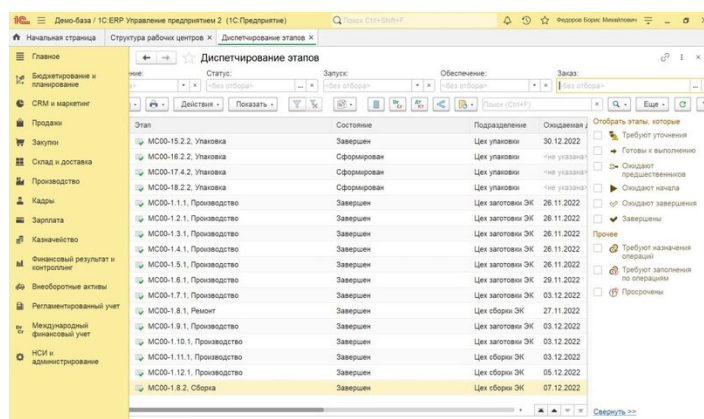 Демо-база / 1С:ERP Управление предприятием 2 (1С:Предприятие)
Поиск Ctrl+Shift+F
Федоров Борис Михайлович
Начальная страница
Структура рабочих центров ×
Диспетчирование этапов ×
Главное
Бюджетирование и планирование
CRM и маркетинг
Продажи
Закупки
Склад и доставка
Производство
Кадры
Зарплата
Казначейство
Финансовый результат и контроллинг
Внеоборотные активы
Регламентированный учет
Международный финансовый учет
НСИ и администрирование
Диспетчирование этапов
Статус: Запуск: Обеспечение: Заказ:
<без отбора> <без отбора> <без отбора> <без отбора>
Действия Показать Поиск (Ctrl+F) Еще
Этап Состояние Подразделение Ожидаемая
МС00-15.2.2, Упаковка Завершен Цех упаковки 30.12.2022
МС00-16.2.2, Упаковка Сформирован Цех упаковки <не указана>
МС00-17.4.2, Упаковка Сформирован Цех упаковки <не указана>
МС00-18.2.2, Упаковка Сформирован Цех упаковки <не указана>
МС00-1.1.1, Производство Завершен Цех заготовки ЭК 26.11.2022
МС00-1.2.1, Производство Завершен Цех заготовки ЭК 26.11.2022
МС00-1.3.1, Производство Завершен Цех заготовки ЭК 26.11.2022
МС00-1.4.1, Производство Завершен Цех заготовки ЭК 26.11.2022
МС00-1.5.1, Производство Завершен Цех заготовки ЭК 26.11.2022
МС00-1.6.1, Производство Завершен Цех заготовки ЭК 29.11.2022
МС00-1.7.1, Производство Завершен Цех заготовки ЭК 03.12.2022
МС00-1.8.1, Ремонт Завершен Цех сборки ЭК 27.11.2022
МС00-1.9.1, Производство Завершен Цех заготовки ЭК 03.12.2022
МС00-1.10.1, Производство Завершен Цех заготовки ЭК 03.12.2022
МС00-1.11.1, Производство Завершен Цех сборки ЭК 03.12.2022
МС00-1.12.1, Производство Завершен Цех сборки ЭК 05.12.2022
МС00-1.8.2, Сборка Завершен Цех сборки ЭК 07.12.2022
Отобрать этапы, которые
Требуют уточнения
Готовы к выполнению
Ожидают
предшественников
Ожидают начала
Ожидают завершения
Завершены
Прочее
Требуют назначения
операций
Требуют заполнения
по операциям
Просрочены
Свернуть >>